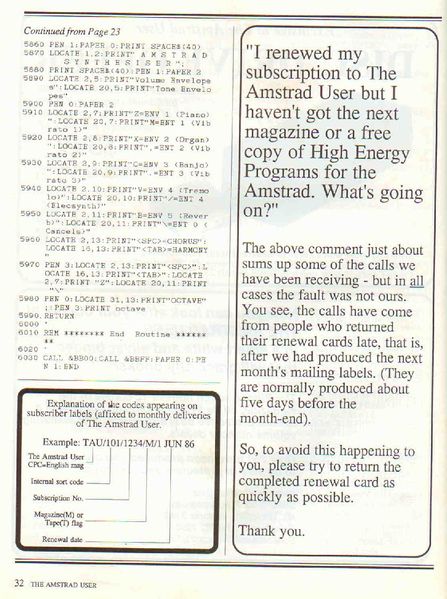 Continued from Page 23
5860 PEN 1:PAPER 0:PRINT SPACE$(40)
5870 LOCATE 1,2:PRINT" A M S T R A D
S Y N T H E S I S E R ";
5880 PRINT SPACE$(40):PEN 1:PAPER 2
5890 LOCATE 2,5:PRINT"Volume Envelope
s":LOCATE 20,5:PRINT"Tone Envelo
pes"
5900 PEN 0:PAPER 2
5910 LOCATE 2,7:PRINT"Z=ENV 1 (Piano)
":LOCATE 20,7:PRINT"M=ENT 1 (Vib
rato 1)"
5920 LOCATE 2,8:PRINT"X=ENV 2 (Organ)
":LOCATE 20,8:PRINT",=ENT 2 (Vib
rato 2)"
5930 LOCATE 2,9:PRINT"C=ENV 3 (Banjo)
":LOCATE 20,9:PRINT".=ENT 3 (Vib
rato 3)"
5940 LOCATE 2,10:PRINT"V=ENV 4 (Tremo
lo)":LOCATE 20,10:PRINT"/=ENT 4
(Elecsynth)"
5950 LOCATE 2,11:PRINT"B=ENV 5 (Rever
b)":LOCATE 20,11:PRINT"\=ENT 0 (
Cancels)"
5960 LOCATE 2,13:PRINT"<SPC>=CHORUS":
LOCATE 16,13:PRINT"<TAB>=HARMONY
"
5970 PEN 3:LOCATE 2,13:PRINT"<SPC>":L
OCATE 16,13:PRINT"<TAB>":LOCATE
2,7:PRINT "Z":LOCATE 20,11:PRINT
"\"
5980 PEN 0:LOCATE 31,13:PRINT"OCTAVE"
;:PEN 3:PRINT octave
5990 RETURN
6000 '
6010 REM ******** End Routine ******
**
6020 '
6030 CALL &BB00:CALL &BBFF:PAPER 0:PE
N 1:END
Explanation of the codes appearing on
subscriber labels (affixed to monthly deliveries
of The Amstrad User.
Example: TAU/101/1234/M/1 JUN 86
The Amstrad User
CPC=English mag
Internal sort code
Subscription No.
Magazine(M) or
Tape(T) flag
Renewal date
"I renewed my
subscription to The
Amstrad User but I
haven't got the next
magazine or a free
copy of High Energy
Programs for the
Amstrad. What's going
on?"
The above comment just about
sums up some of the calls we
have been receiving - but in all
cases the fault was not ours.
You see, the calls have come
from people who returned
their renewal cards late, that is,
after we had produced the next
month's mailing labels. (They
are normally produced about
five days before the
month-end).
So, to avoid this happening to
you, please try to return the
completed renewal card as
quickly as possible.
Thank you.
32 THE AMSTRAD USER